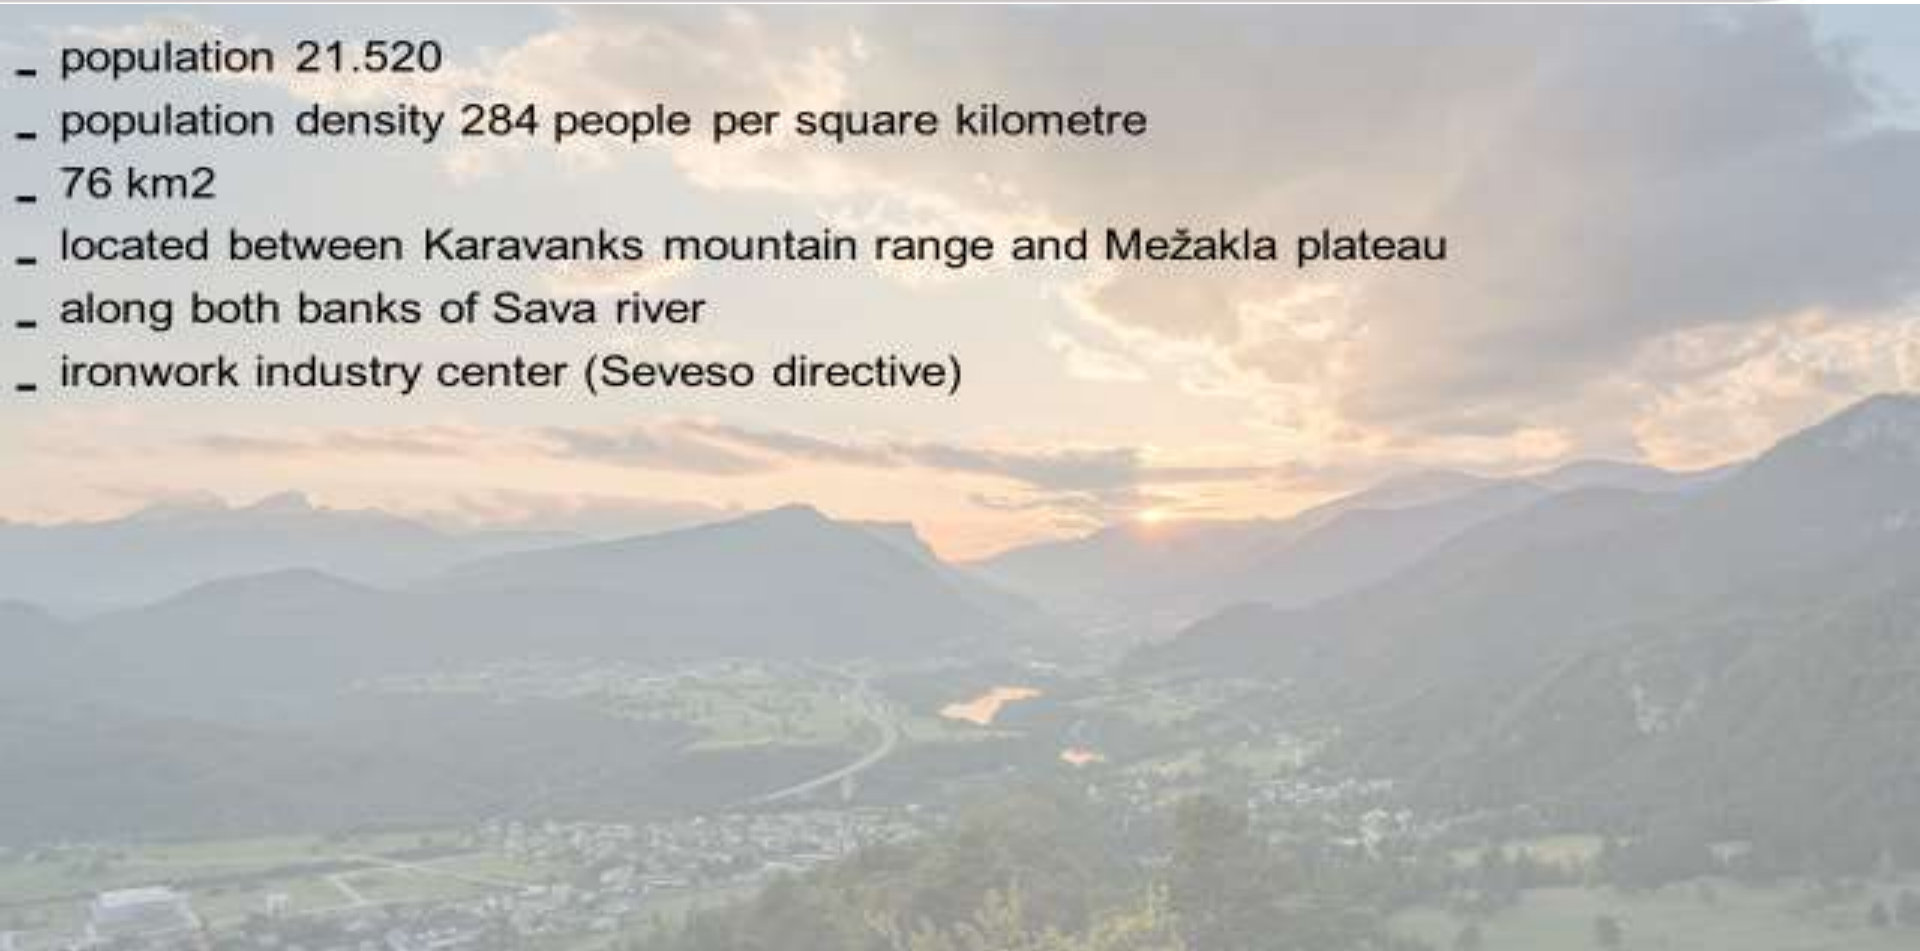 - population 21.520
- population density 284 people per square kilometre
- 76 km2
- located between Karavanks mountain range and Mežakla plateau
- along both banks of Sava river
- ironwork industry center (Seveso directive)